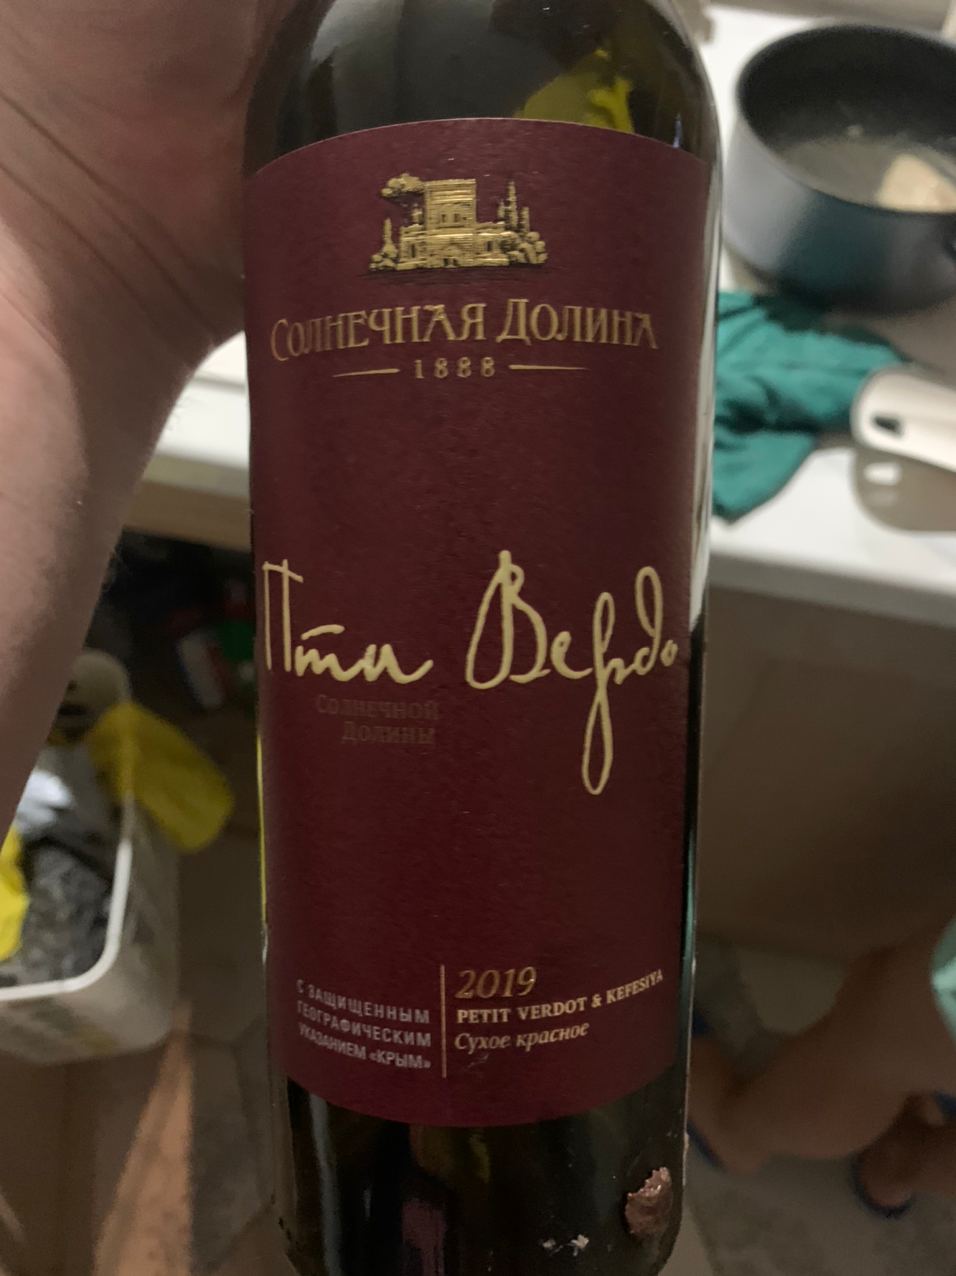 СОЛНЕЧНАЯ ДОЛИНА
1888
Пти Вердо
СОЛНЕЧНОЙ
ДОЛИНЫ
С ЗАЩИЩЕННЫМ
ГЕОГРАФИЧЕСКИМ
УКАЗАНИЕМ «КРЫМ»
2019
PETIT VERDOT & KEFESIYA
Сухое красное